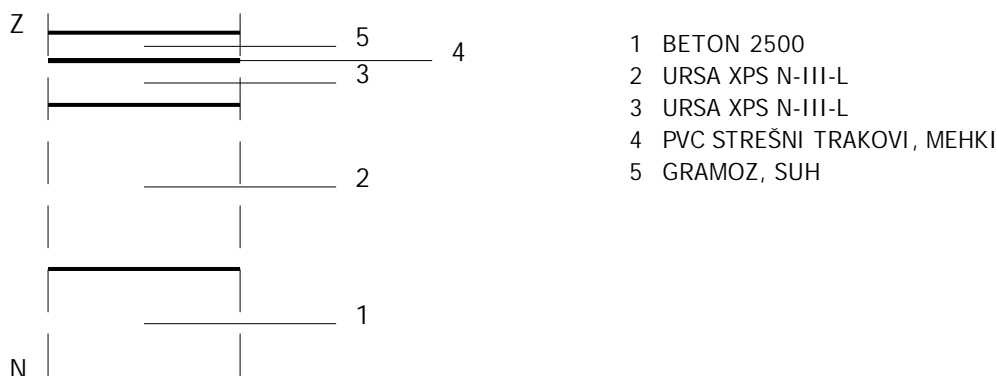 Z
5
4
3
2
1
N
1 BETON 2500
2 URSA XPS N-III-L
3 URSA XPS N-III-L
4 PVC STREŠNI TRAKOVI, MEHKI
5 GRAMOZ, SUH